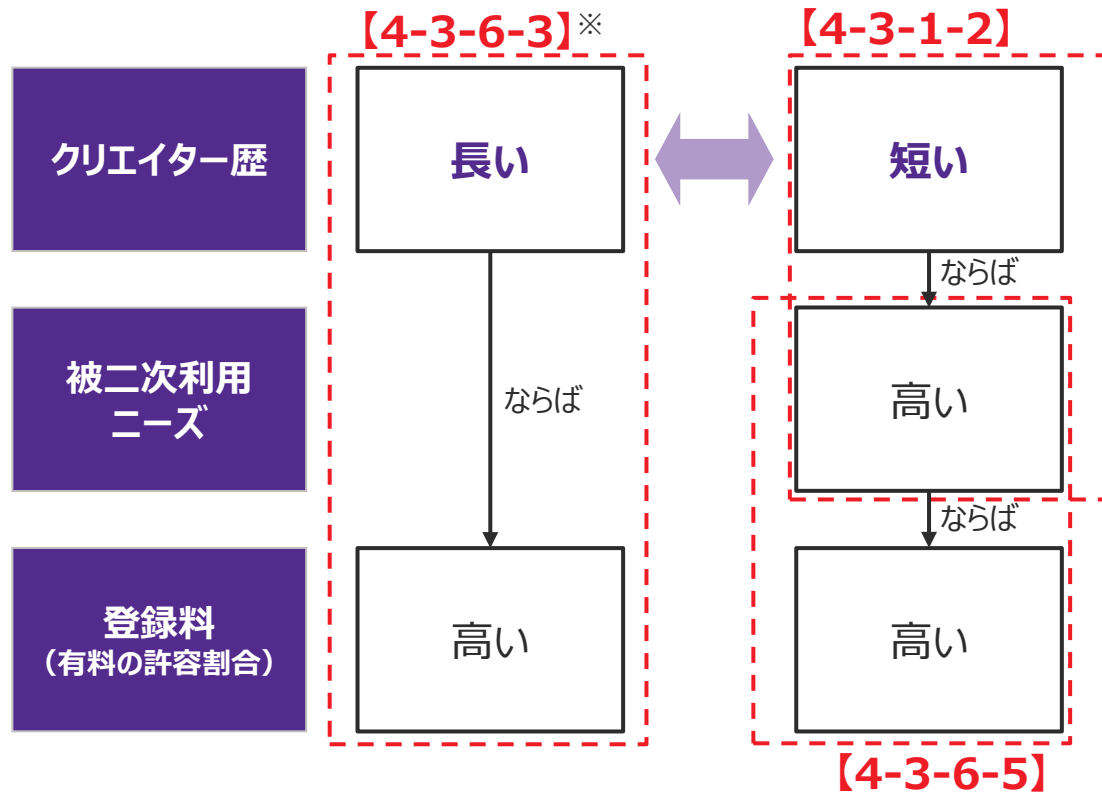 【4-3-6-3】※
【4-3-1-2】
クリエイター歴
長い
短い
ならば
被二次利用
ニーズ
ならば
高い
ならば
登録料
（有料の許容割合）
高い
高い
【4-3-6-5】